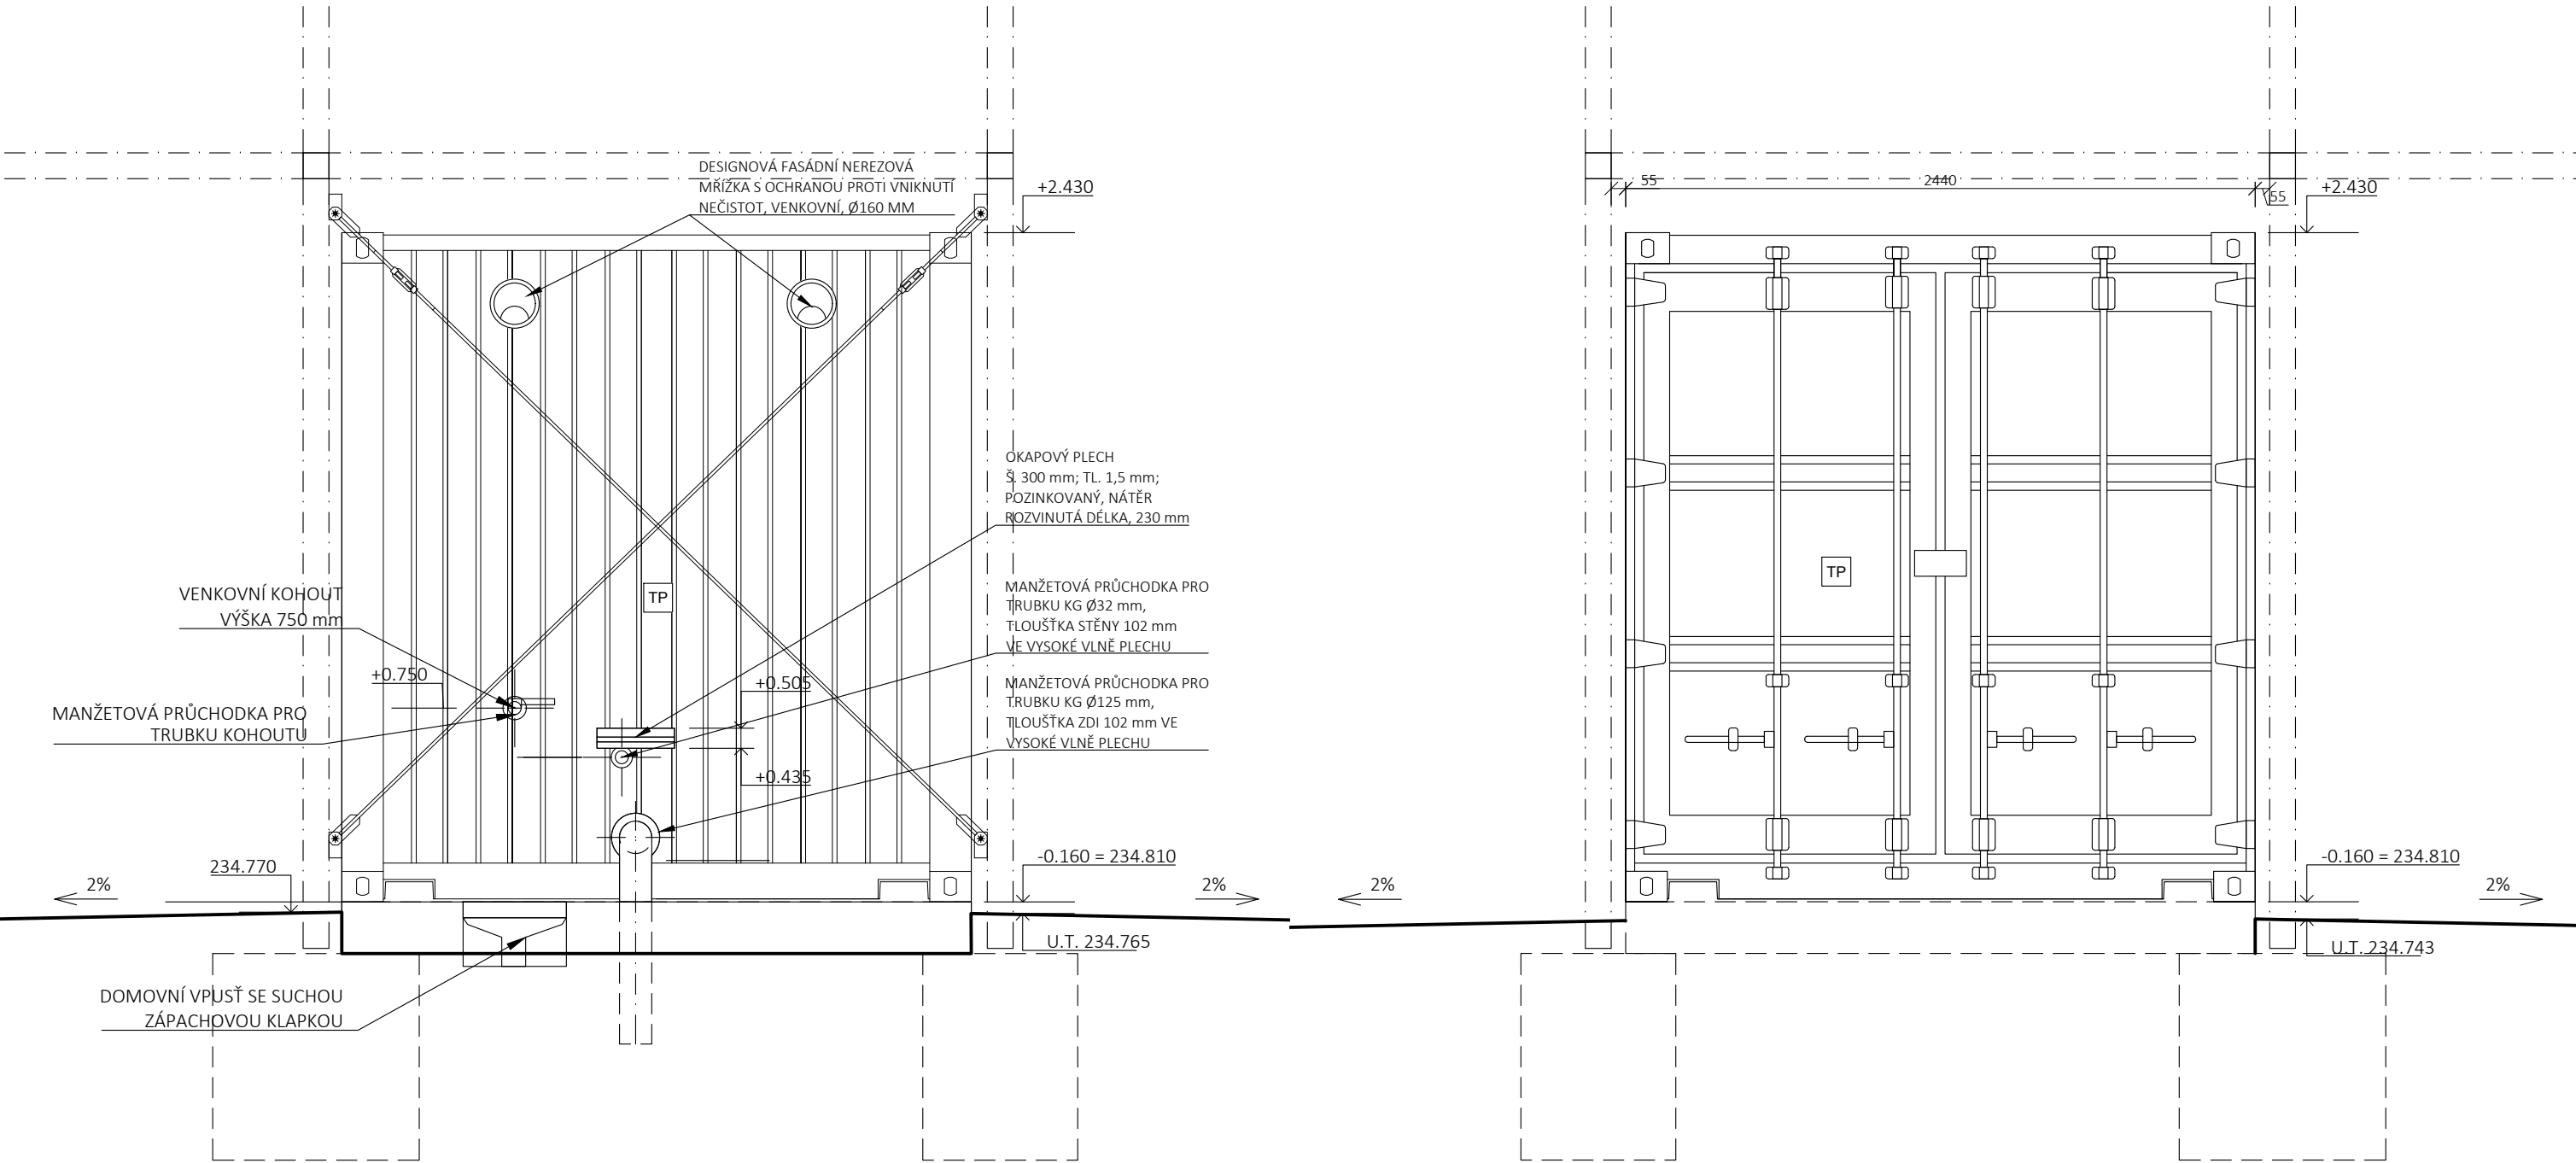 DESIGNOVÁ FASÁDNÍ NEREZOVÁ
MŘÍŽKA S OCHRANOU PROTI VNIKNUTÍ
NEČISTOT, VENKOVNÍ, Ø160 MM
+2.430
OKAPOVÝ PLECH
Š. 300 mm; TL. 1,5 mm;
POZINKOVANÝ, NÁTĚR
ROZVINUTÁ DÉLKA, 230 mm
VENKOVNÍ KOHOUT
VÝŠKA 750 mm
TP
MANŽETOVÁ PRŮCHODKA PRO
TRUBKU KG Ø32 mm,
TLOUŠŤKA STĚNY 102 mm
VE VYSOKÉ VLNĚ PLECHU
+0.750
+0.505
MANŽETOVÁ PRŮCHODKA PRO
TRUBKU KOHOUTU
MANŽETOVÁ PRŮCHODKA PRO
TRUBKU KG Ø125 mm,
TLOUŠŤKA ZDI 102 mm VE
VYSOKÉ VLNĚ PLECHU
+0.435
234.770
2%
-0.160 = 234.810
2%
U.T. 234.765
DOMOVNÍ VPUSŤ SE SUCHOU
ZÁPACHOVOU KLAPKOU
55
2440
55
+2.430
TP
2%
-0.160 = 234.810
2%
U.T. 234.743